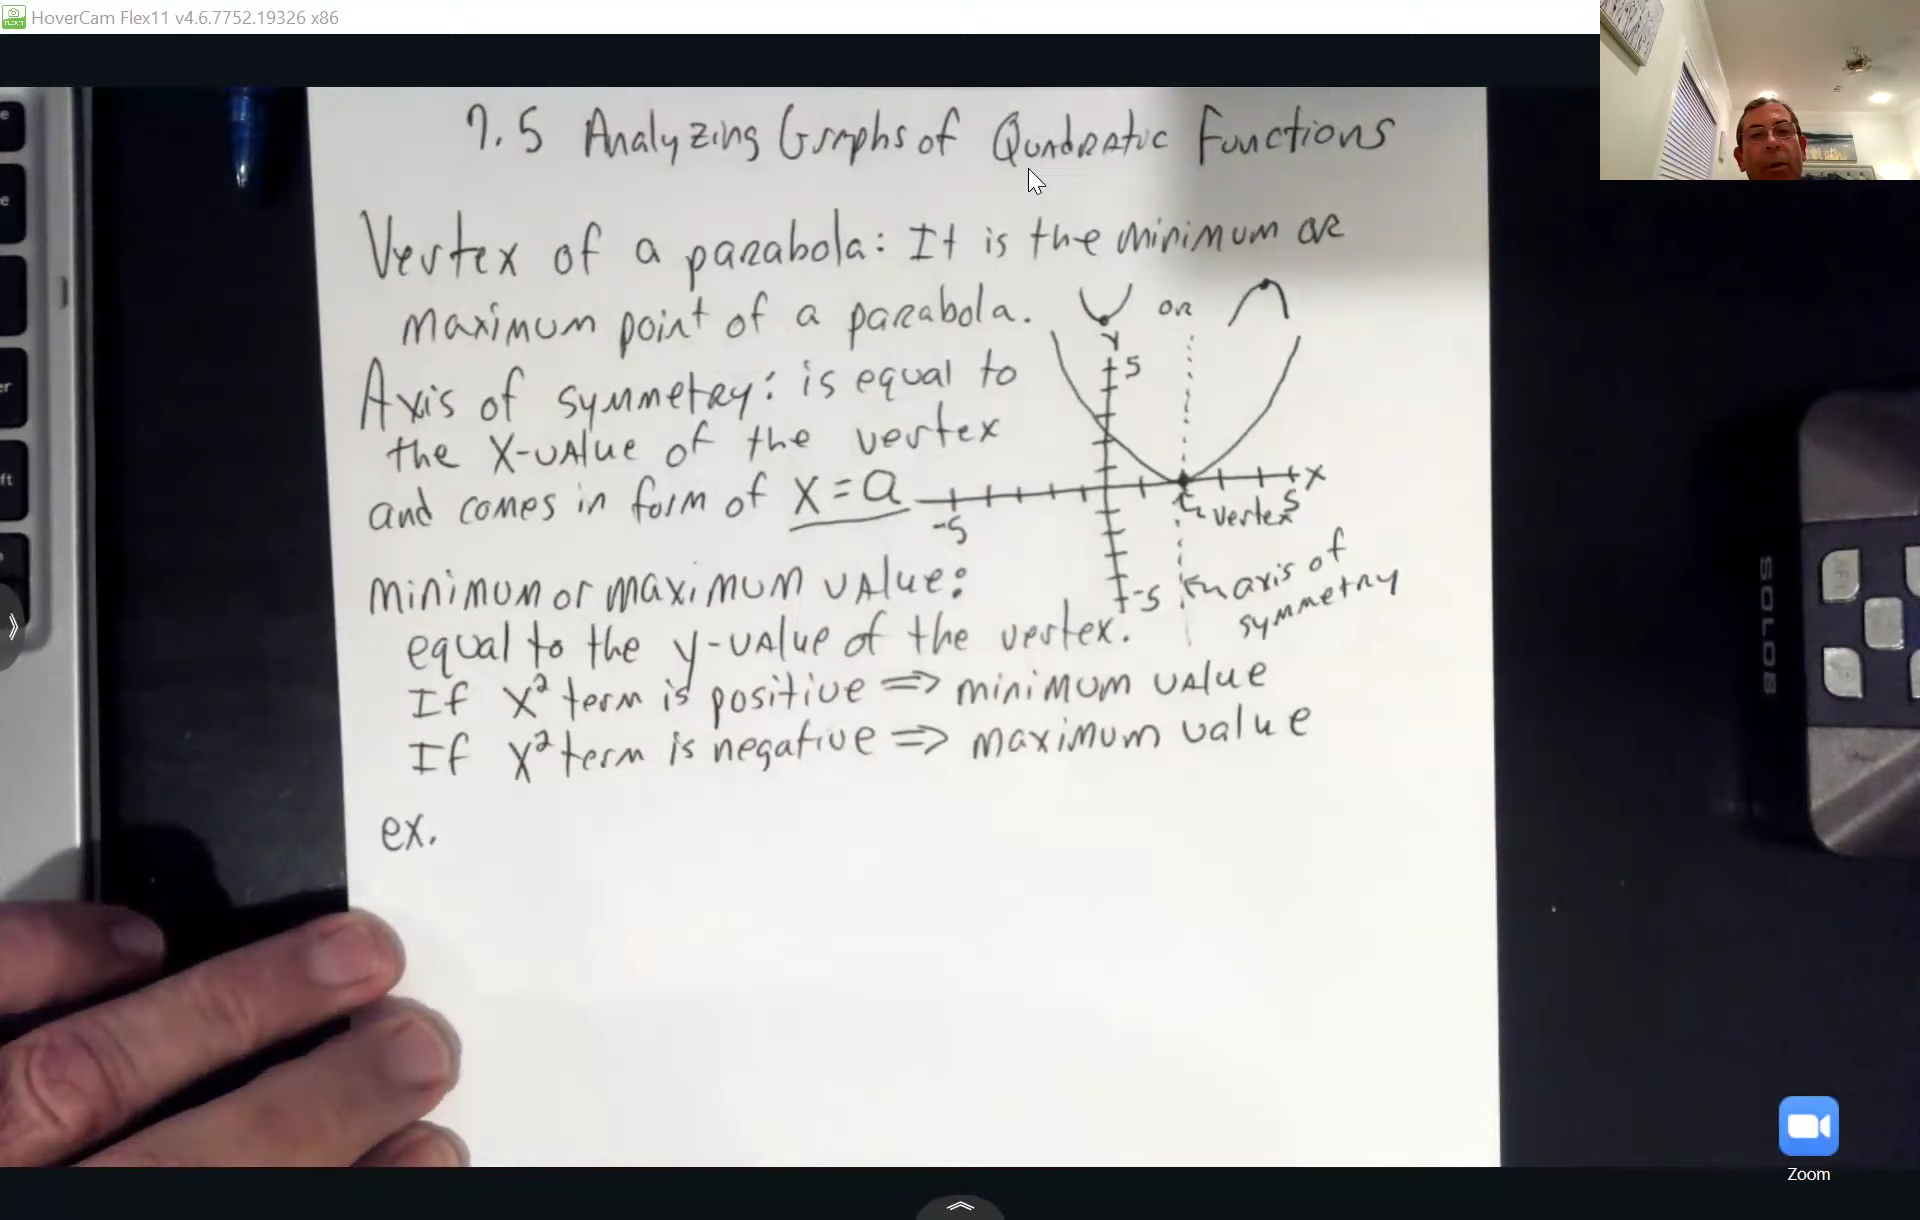 HoverCam Flex11 v4.6.7752.19326 x86
7.5 Analyzing Graphs of Quadratic Functions
Vertex of a parabola: It is the minimum or
maximum point of a parabola. or
y
5
Axis of symmetry: is equal to
the X-value of the vertex
and comes in form of X = a
-5
x
5
vertex
-5
axis of
symmetry
minimum or maximum value:
equal to the y-value of the vertex.
If X² term is positive ⇒ minimum value
If X² term is negative ⇒ maximum value
ex.
SOLO8
Zoom